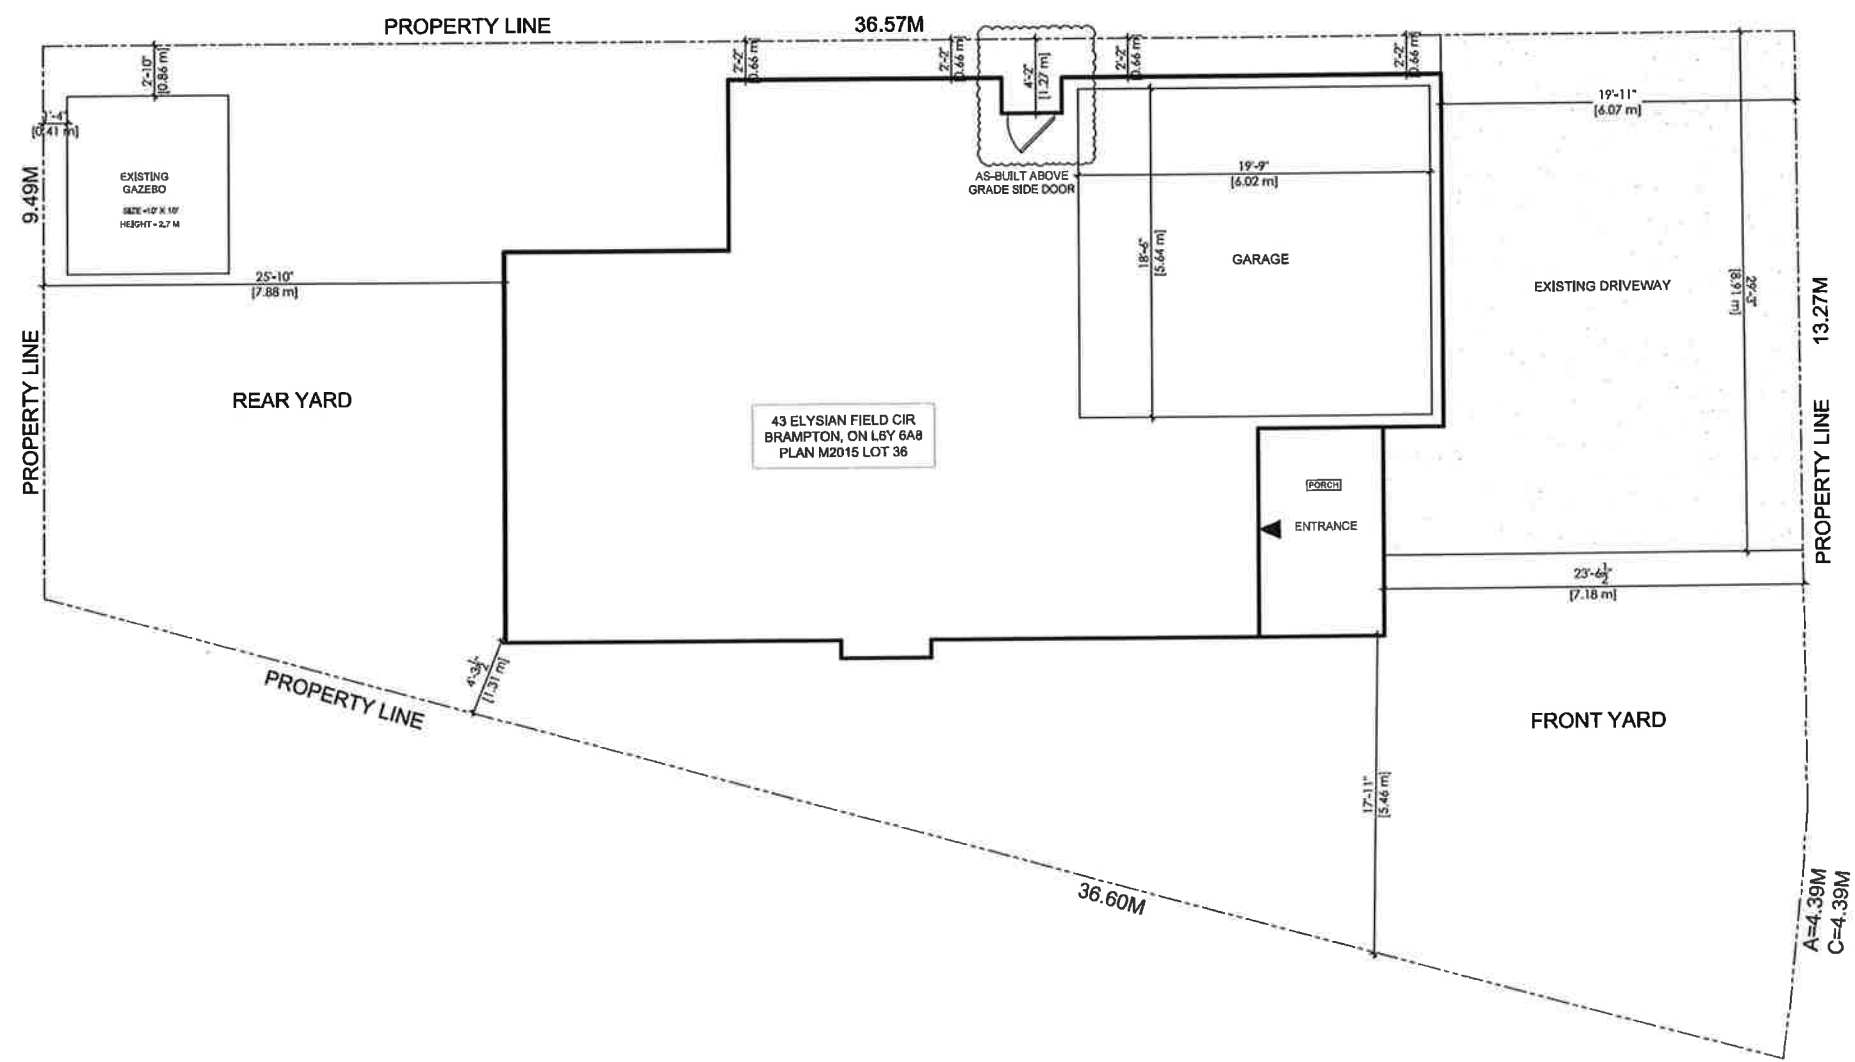 PROPERTY LINE
36.57M
2'-10"
[0.86 m]
2'-2"
[0.66 m]
2'-2"
[0.66 m]
4'-2"
[1.27 m]
2'-2"
[0.66 m]
2'-2"
[0.66 m]
1'-4"
[0.41 m]
19'-11"
[6.07 m]
9.49M
EXISTING
GAZEBO
SIZE -10' X 10'
HEIGHT - 2.7 M
AS-BUILT ABOVE
GRADE SIDE DOOR
19'-9"
[6.02 m]
18'-6"
[5.64 m]
GARAGE
25'-10"
[7.88 m]
EXISTING DRIVEWAY
29'-3"
[8.91 m]
13.27M
PROPERTY LINE
REAR YARD
43 ELYSIAN FIELD CIR
BRAMPTON, ON L6Y 6A8
PLAN M2015 LOT 36
PROPERTY LINE
PORCH
ENTRANCE
23'-6½"
[7.18 m]
4'-3½"
[1.31 m]
PROPERTY LINE
FRONT YARD
17'-11"
[5.46 m]
36.60M
A=4.39M
C=4.39M